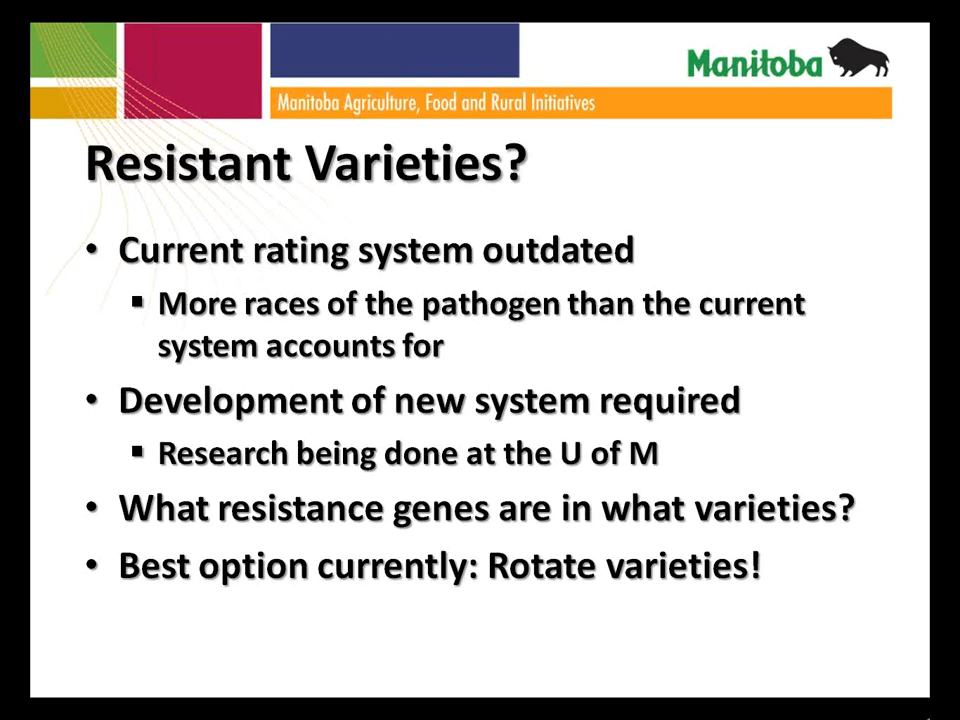 Manitoba
Manitoba Agriculture, Food and Rural Initiatives
Resistant Varieties?
• Current rating system outdated
▪ More races of the pathogen than the current
system accounts for
• Development of new system required
▪ Research being done at the U of M
• What resistance genes are in what varieties?
• Best option currently: Rotate varieties!